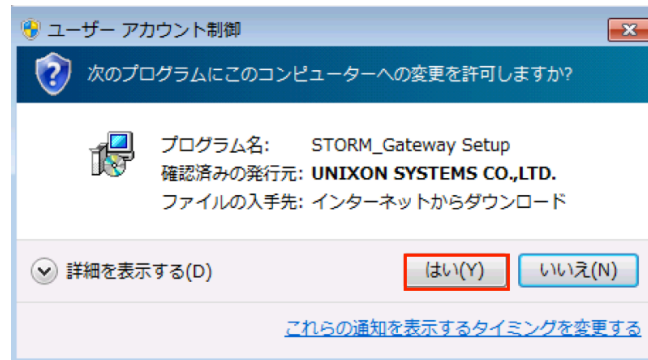 ユーザー アカウント制御
次のプログラムにこのコンピューターへの変更を許可しますか?
プログラム名: STORM_Gateway Setup
確認済みの発行元: UNIXON SYSTEMS CO.,LTD.
ファイルの入手先: インターネットからダウンロード
詳細を表示する(D) はい(Y) いいえ(N)
これらの通知を表示するタイミングを変更する